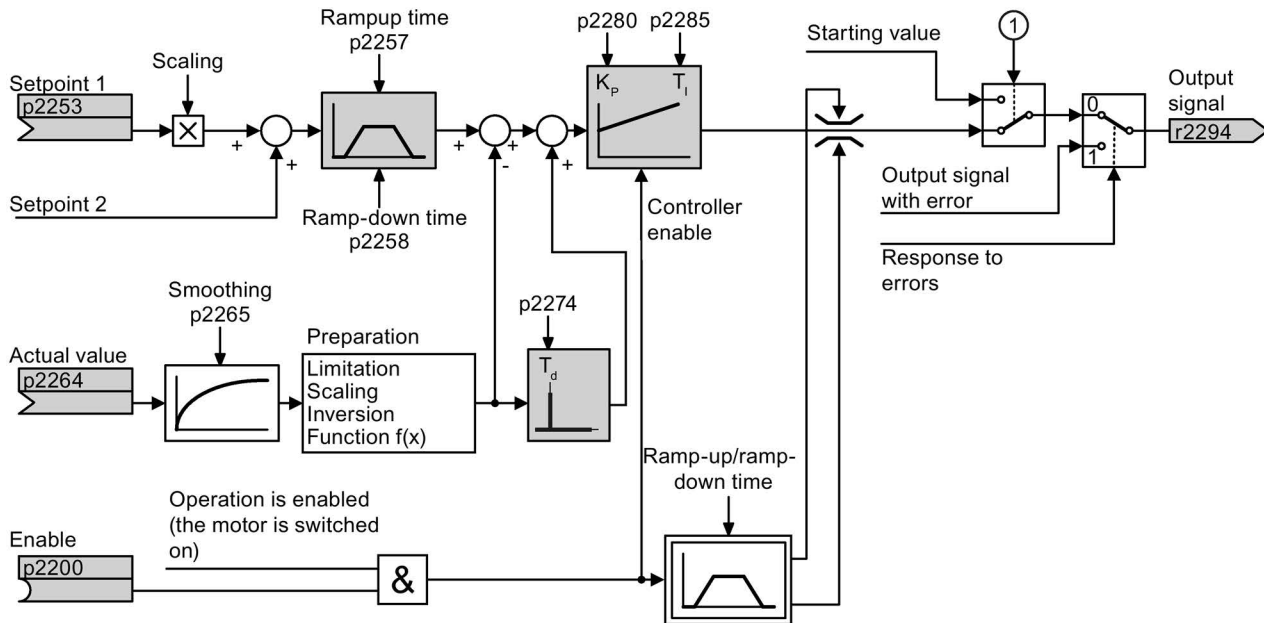 Rampup time
p2257
p2280
p2285
Starting value
1
Scaling
Setpoint 1
p2253
×
+
+
+
-
+
+
K_P
T_I
0
1
Output
signal
r2294
Setpoint 2
Ramp-down time
p2258
Controller
enable
Output signal
with error
Response to
errors
Smoothing
p2265
p2274
Preparation
Actual value
p2264
Limitation
Scaling
Inversion
Function f(x)
T_d
Ramp-up/ramp-
down time
Operation is enabled
(the motor is switched
on)
Enable
p2200
&